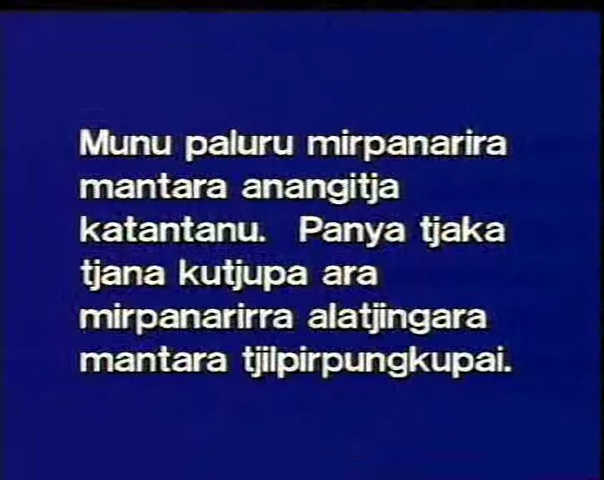 Munu paluru mirpanarira
mantara anangitja
katantanu. Panya tjaka
tjana kutjupa ara
mirpanarirra alatjingara
mantara tjilpirpungkupai.